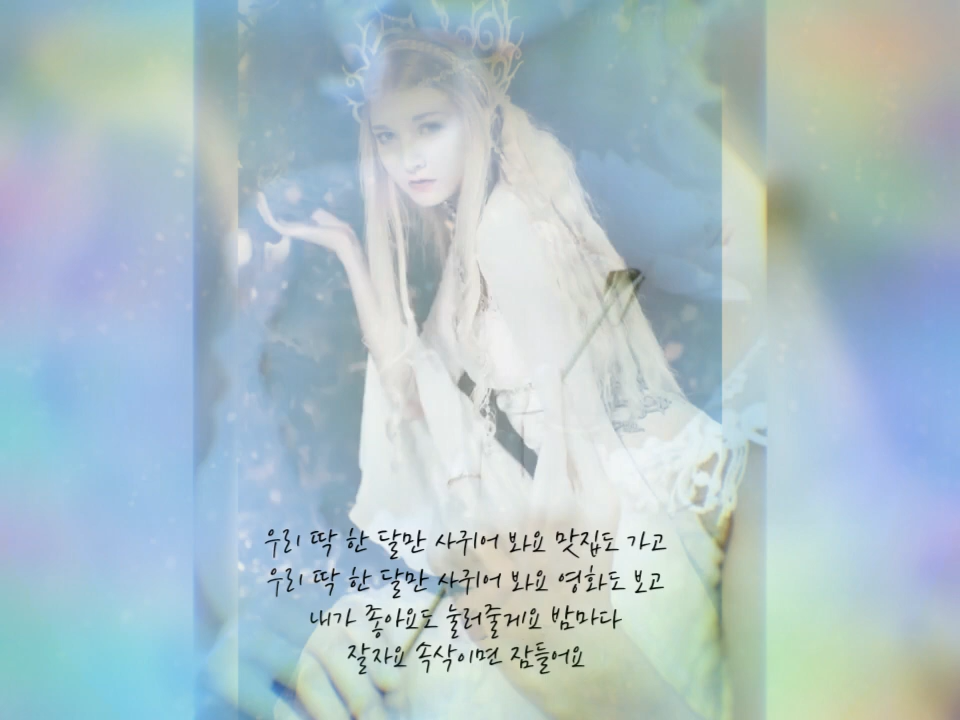 우리 딱 한 달만 사귀어 봐요 맛집도 가고
우리 딱 한 달만 사귀어 봐요 영화도 보고
내가 좋아요도 눌러줄게요 밤마다
잘자요 속삭이면 잠들어요